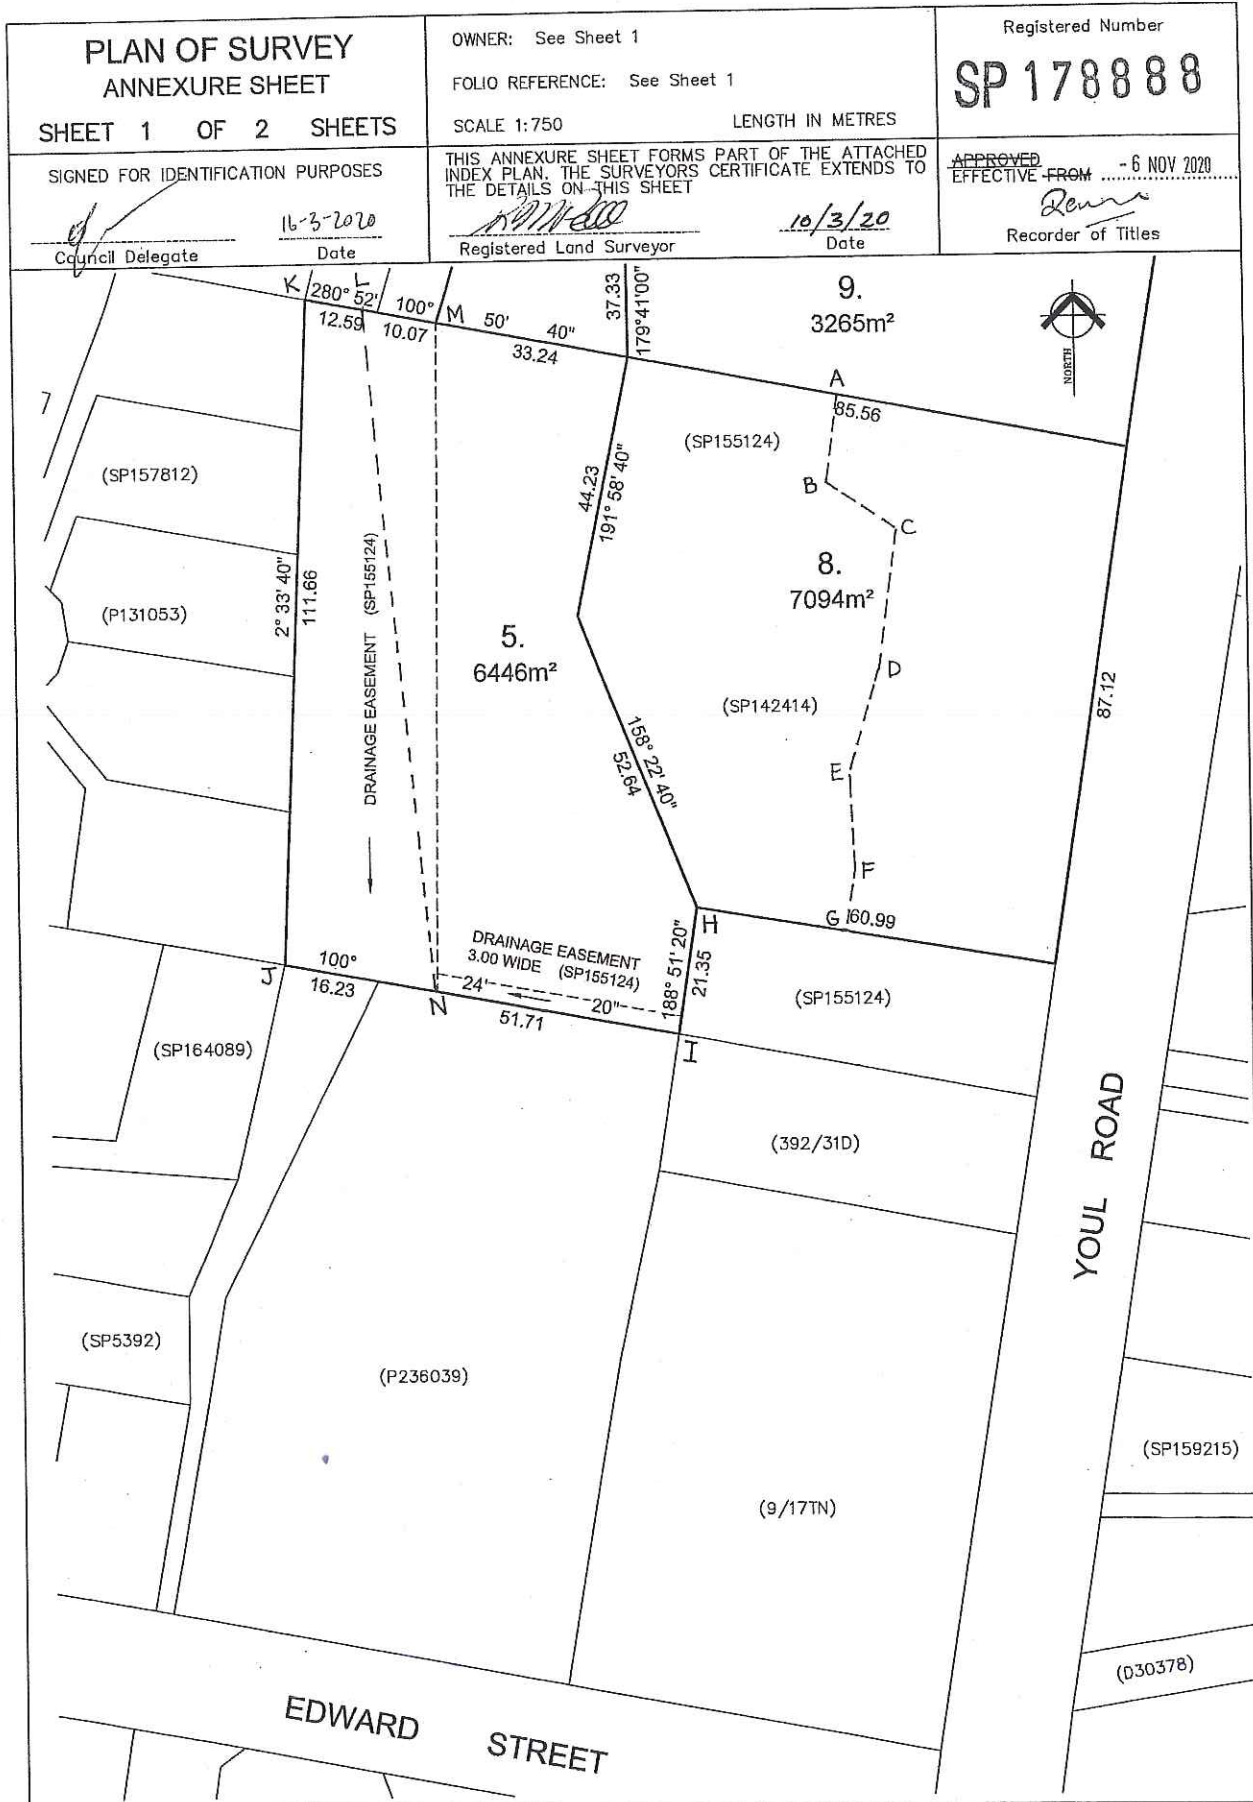 PLAN OF SURVEY
ANNEXURE SHEET
SHEET 1 OF 2 SHEETS
OWNER: See Sheet 1
FOLIO REFERENCE: See Sheet 1
SCALE 1:750 LENGTH IN METRES
Registered Number
SP 178888
SIGNED FOR IDENTIFICATION PURPOSES
16-3-2020
Council Delegate Date
THIS ANNEXURE SHEET FORMS PART OF THE ATTACHED
INDEX PLAN. THE SURVEYORS CERTIFICATE EXTENDS TO
THE DETAILS ON THIS SHEET
10/3/20
Registered Land Surveyor Date
APPROVED
EFFECTIVE FROM - 6 NOV 2020
Recorder of Titles
K
280° 52'
L
100°
M
50'
40"
12.59
10.07
33.24
37.33
179°41'00"
9.
3265m²
NORTH
A
85.56
7
(SP155124)
44.23
191° 58' 40"
B
C
(SP157812)
(P131053)
2° 33' 40"
111.66
DRAINAGE EASEMENT (SP155124)
5.
6446m²
8.
7094m²
D
(SP142414)
87.12
158° 22' 40"
52.64
E
F
G 60.99
H
DRAINAGE EASEMENT
3.00 WIDE (SP155124)
188° 51' 20"
21.35
J
100°
16.23
N
24'
20"
51.71
I
(SP155124)
(SP164089)
(392/31D)
YOUL ROAD
(SP5392)
(P236039)
(SP159215)
(9/17TN)
(D30378)
EDWARD STREET